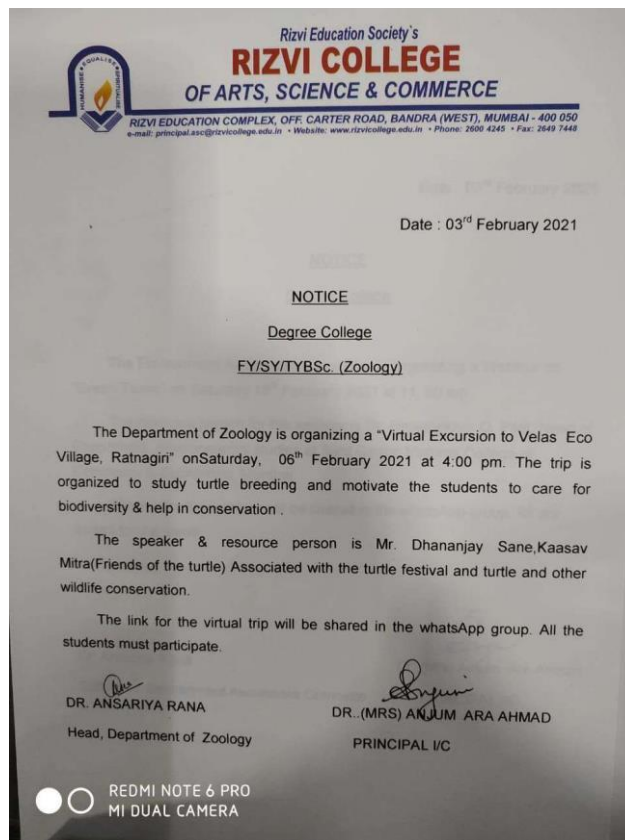 Rizvi Education Society`s
RIZVI COLLEGE
OF ARTS, SCIENCE & COMMERCE
HUMANISE EQUALISE SPIRITUALISE
RIZVI EDUCATION COMPLEX, OFF. CARTER ROAD, BANDRA (WEST), MUMBAI - 400 050
e-mail: principal.asc@rizvicollege.edu.in • Website: www.rizvicollege.edu.in • Phone: 2600 4245 • Fax: 2649 7448
Date : 03rd February 2021
NOTICE
Degree College
FY/SY/TYBSc. (Zoology)
The Department of Zoology is organizing a “Virtual Excursion to Velas Eco
Village, Ratnagiri” onSaturday, 06th February 2021 at 4:00 pm. The trip is
organized to study turtle breeding and motivate the students to care for
biodiversity & help in conservation .
The speaker & resource person is Mr. Dhananjay Sane,Kaasav
Mitra(Friends of the turtle) Associated with the turtle festival and turtle and other
wildlife conservation.
The link for the virtual trip will be shared in the whatsApp group. All the
students must participate.
DR. ANSARIYA RANA
Head, Department of Zoology
DR..(MRS) ANJUM ARA AHMAD
PRINCIPAL I/C
REDMI NOTE 6 PRO
MI DUAL CAMERA